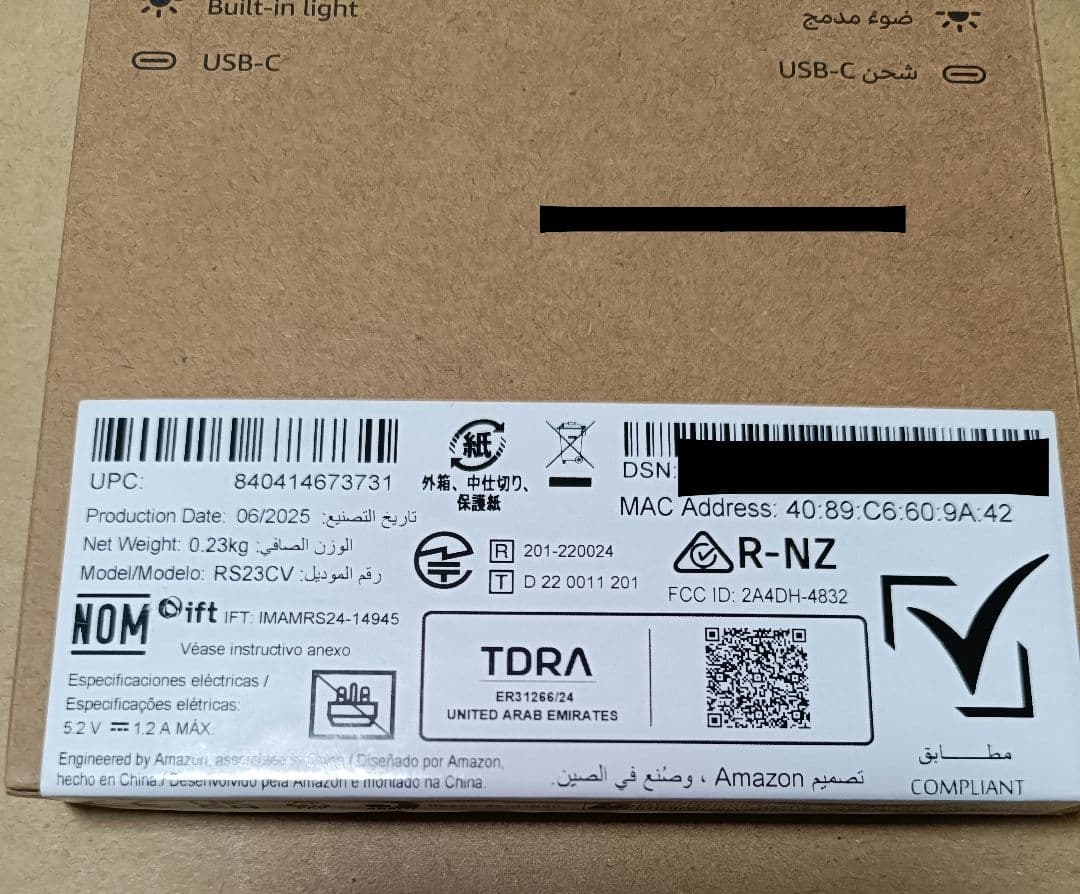 Built-in light
ضوء مدمج
USB-C
شحن USB-C
UPC: 840414673731
紙
外箱、中仕切り、
保護紙
DSN:
MAC Address: 40:89:C6:60:9A:42
Production Date: 06/2025 تاريخ التصنيع:
Net Weight: 0.23kg الوزن الصافي:
Model/Modelo: RS23CV رقم الموديل:
R 201-220024
T D 22 0011 201
R-NZ
FCC ID: 2A4DH-4832
NOM
ift IFT: IMAMRS24-14945
Véase instructivo anexo
Especificaciones eléctricas /
Especificações elétricas:
5.2 V ⎓ 1.2 A MÁX.
TDRA
ER31266/24
UNITED ARAB EMIRATES
Engineered by Amazon, assembled in China / Diseñado por Amazon,
hecho en China / Desenvolvido pela Amazon e montado na China.
تصميم Amazon ، وصُنع في الصين.
مطابق
COMPLIANT